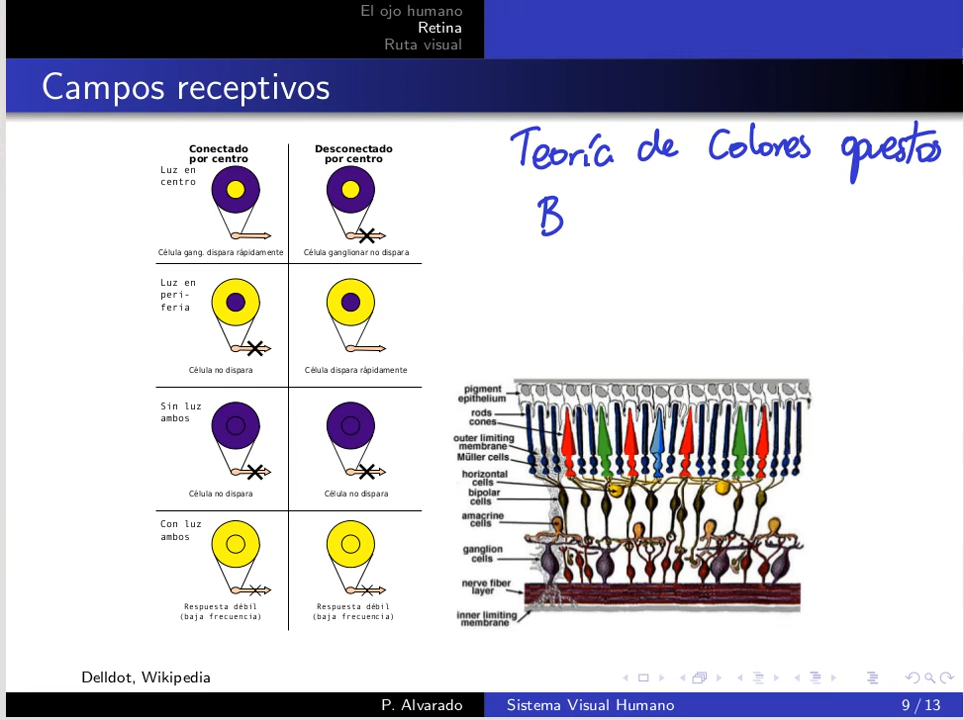 El ojo humano
Retina
Ruta visual
Campos receptivos
Conectado
por centro
Desconectado
por centro
Luz en
centro
Célula gang. dispara rápidamente
Célula ganglionar no dispara
Luz en
peri-
feria
Célula no dispara
Célula dispara rápidamente
Sin luz
ambos
Célula no dispara
Célula no dispara
Con luz
ambos
Respuesta débil
(baja frecuencia)
Respuesta débil
(baja frecuencia)
Teoría de Colores opuestos
B
pigment
epithelium
rods
cones
outer limiting
membrane
Müller cells
horizontal
cells
bipolar
cells
amacrine
cells
ganglion
cells
nerve fiber
layer
inner limiting
membrane
Delldot, Wikipedia
P. Alvarado
Sistema Visual Humano
9 / 13